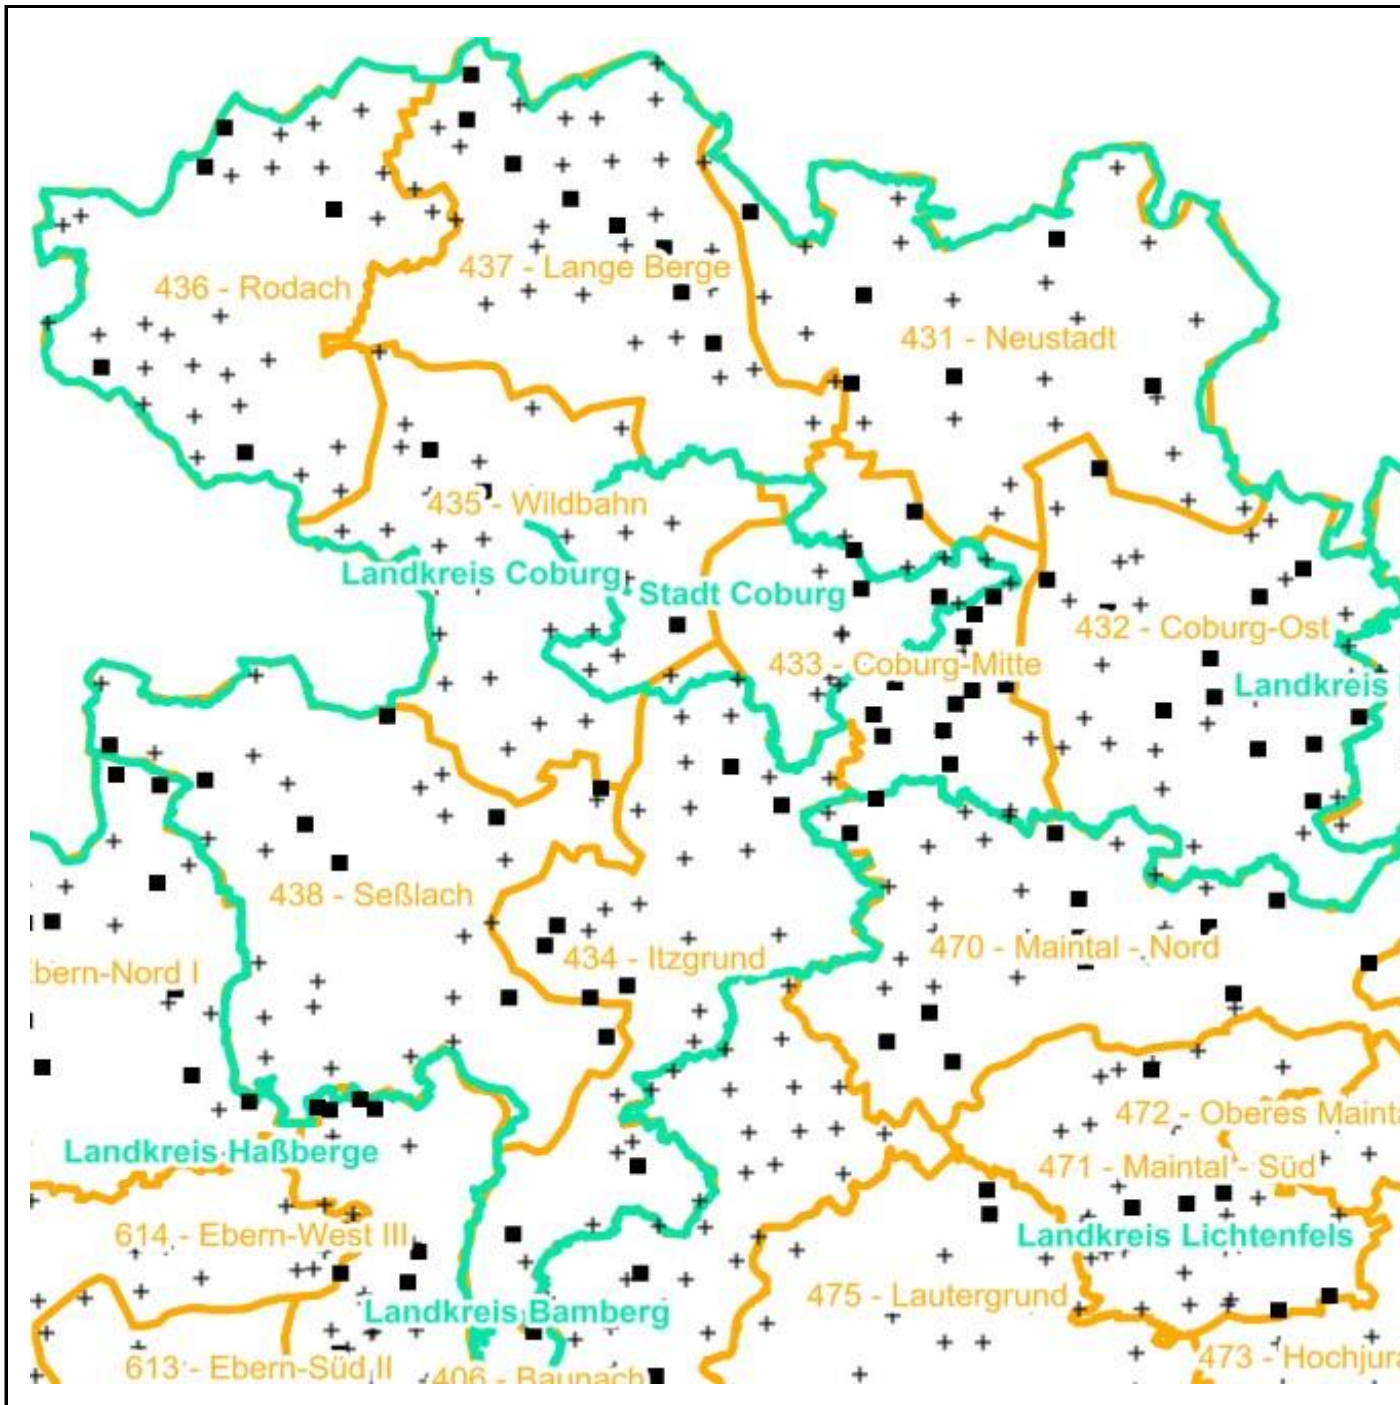 437 - Lange Berge
436 - Rodach
431 - Neustadt
435 - Wildbahn
Landkreis Coburg
Stadt Coburg
432 - Coburg-Ost
433 - Coburg-Mitte
Landkreis
438 - Seßlach
470 - Maintal - Nord
434 - Itzgrund
bern-Nord I
472 - Oberes Mainta
Landkreis Haßberge
471 - Maintal - Süd
614 - Ebern-West III
Landkreis Lichtenfels
475 - Lautergrund
Landkreis Bamberg
473 - Hochjura
613 - Ebern-Süd II
406 - Baunach